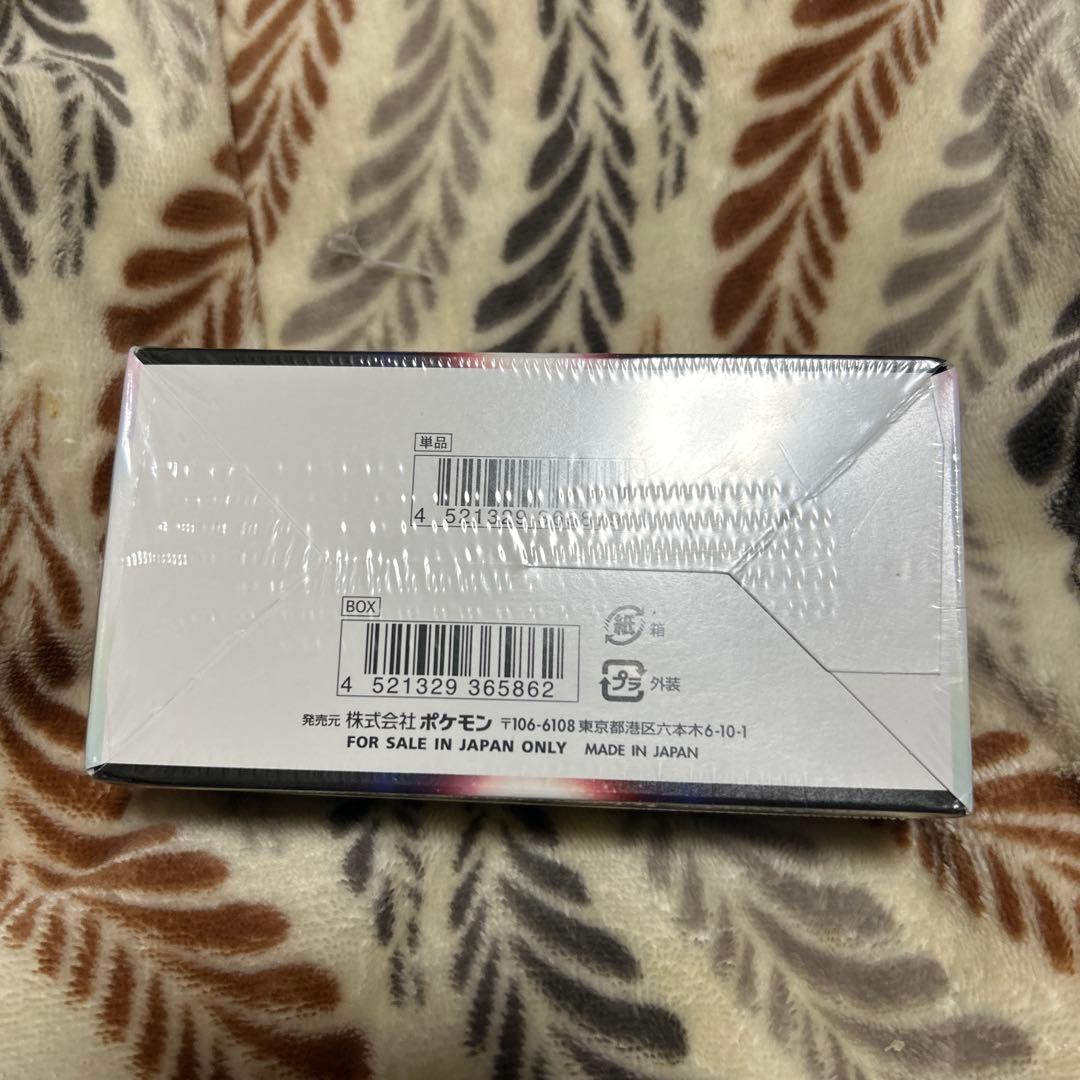 単品
4 521329
BOX
4 521329 365862
紙 箱
プラ 外装
発売元 株式会社ポケモン 〒106-6108 東京都港区六本木6-10-1
FOR SALE IN JAPAN ONLY MADE IN JAPAN